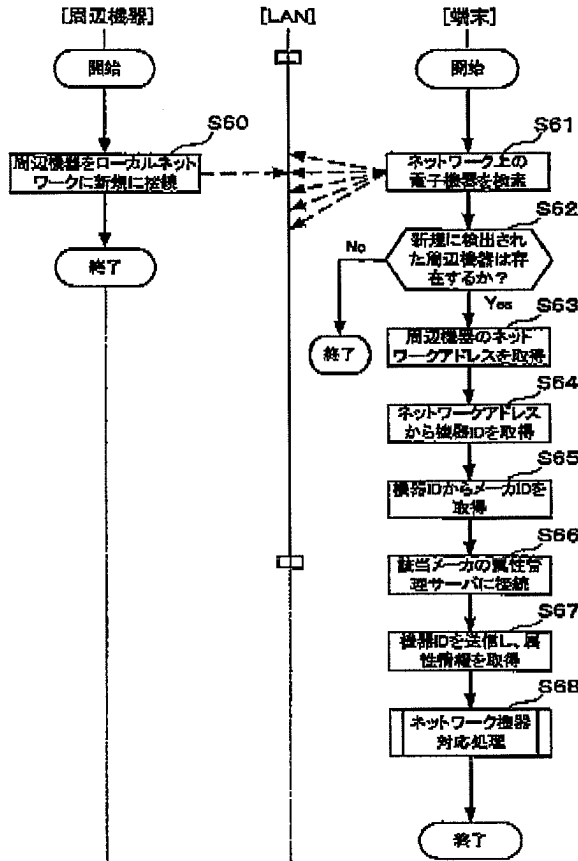 [周辺機器]
[LAN]
[端末]
開始
開始
S60
周辺機器をローカルネット
ワークに新規に接続
終了
S61
ネットワーク上の
電子機器を検索
S62
新規に検出され
た周辺機器は存
在するか？
No
Yes
終了
S63
周辺機器のネット
ワークアドレスを取得
S64
ネットワークアドレス
から機器IDを取得
S65
機器IDからメーカIDを
取得
S66
該当メーカの属性管
理サーバに接続
S67
機器IDを送信し、属
性情報を取得
S68
ネットワーク機器
対応処理
終了